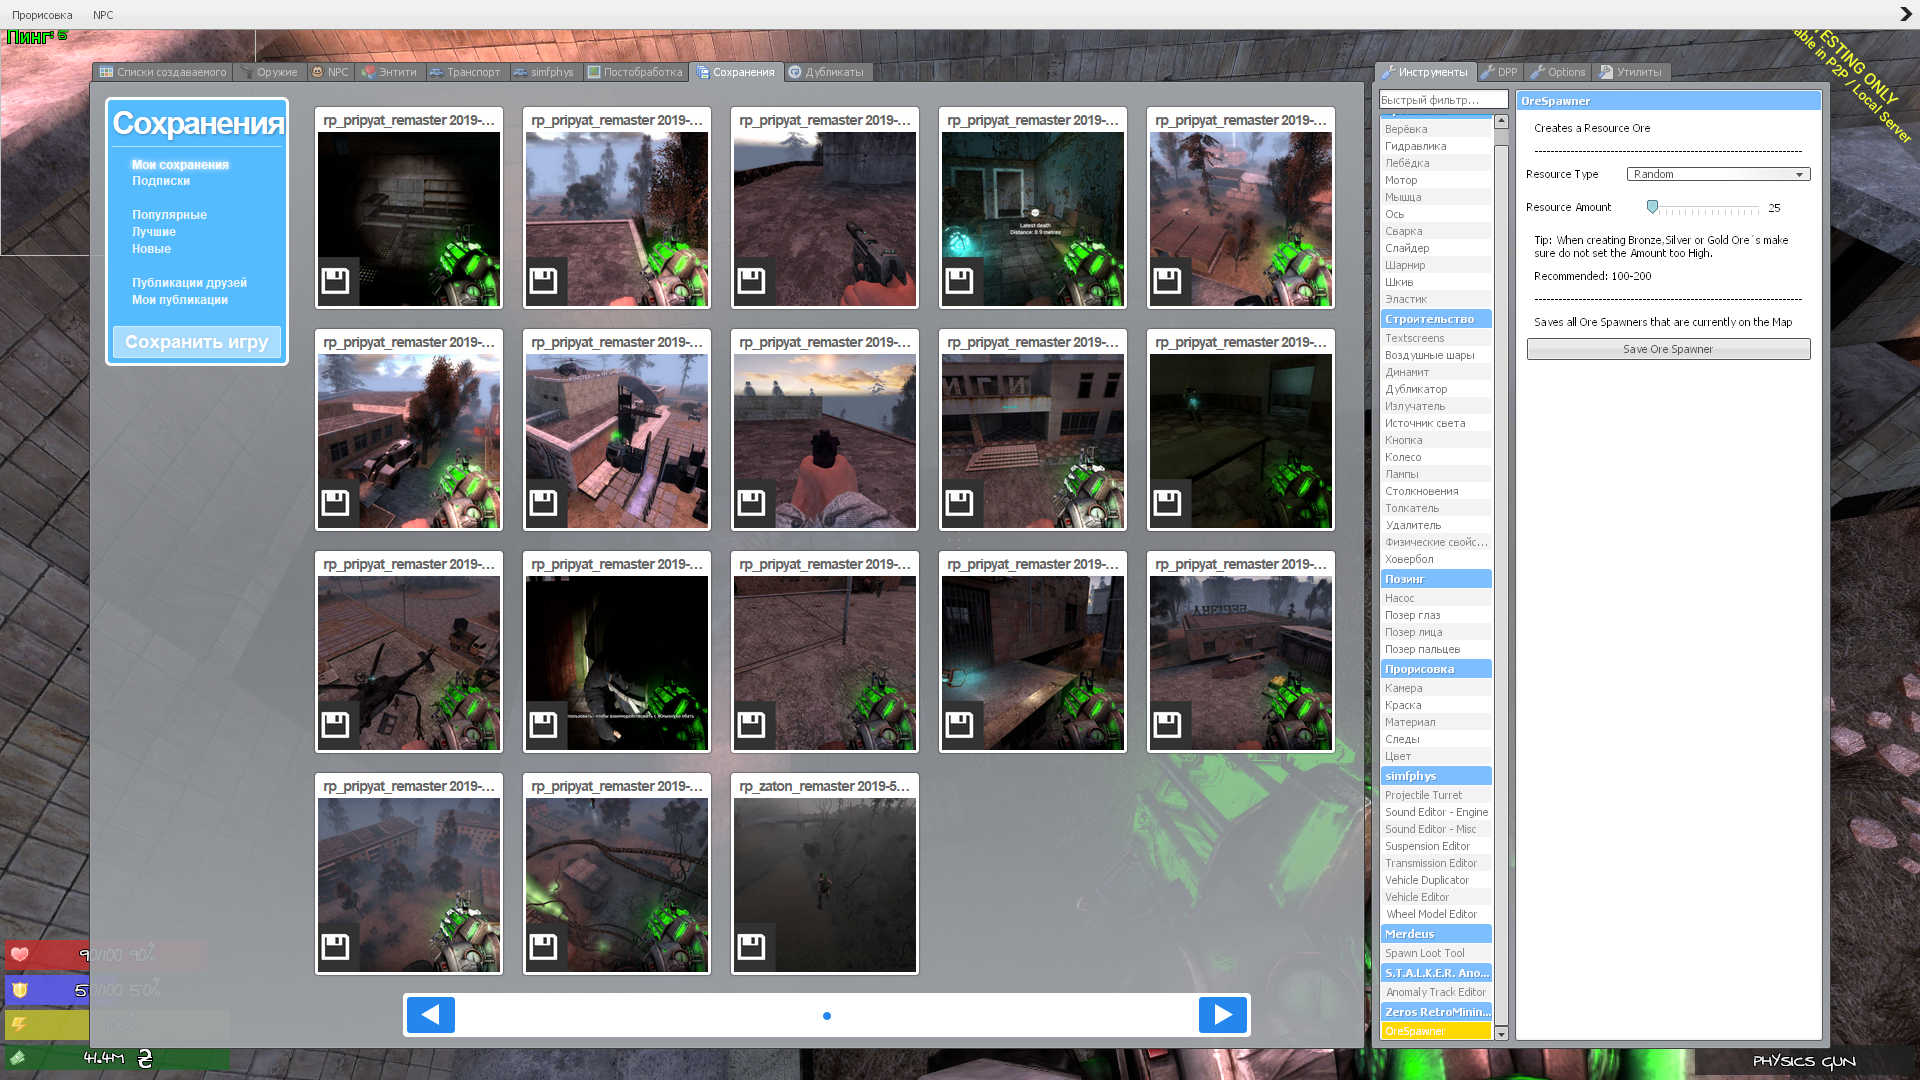 Прорисовка NPC
Пинг: 6
TESTING ONLY
able in P2P / Local Server
Списки создаваемого Оружие NPC Энтити Транспорт simfphys Постобработка Сохранения Дубликаты
Сохранения
Мои сохранения
Подписки
Популярные
Лучшие
Новые
Публикации друзей
Мои публикации
Сохранить игру
rp_pripyat_remaster 2019-... rp_pripyat_remaster 2019-... rp_pripyat_remaster 2019-... rp_pripyat_remaster 2019-... rp_pripyat_remaster 2019-...
Latest death
Distance: 0.9 metres
rp_pripyat_remaster 2019-... rp_pripyat_remaster 2019-... rp_pripyat_remaster 2019-... rp_pripyat_remaster 2019-... rp_pripyat_remaster 2019-...
rp_pripyat_remaster 2019-... rp_pripyat_remaster 2019-... rp_pripyat_remaster 2019-... rp_pripyat_remaster 2019-... rp_pripyat_remaster 2019-...
rp_pripyat_remaster 2019-... rp_pripyat_remaster 2019-... rp_zaton_remaster 2019-5...
90/100 90%
50/100 50%
41.4M
Инструменты DPP Options Утилиты
Быстрый фильтр...
Верёвка
Гидравлика
Лебёдка
Мотор
Мышца
Ось
Сварка
Слайдер
Шарнир
Шкив
Эластик
Строительство
Textscreens
Воздушные шары
Динамит
Дубликатор
Излучатель
Источник света
Кнопка
Колесо
Лампы
Столкновения
Толкатель
Удалитель
Физические свойс...
Ховербол
Позинг
Насос
Позер глаз
Позер лица
Позер пальцев
Прорисовка
Камера
Краска
Материал
Следы
Цвет
simfphys
Projectile Turret
Sound Editor - Engine
Sound Editor - Misc
Suspension Editor
Transmission Editor
Vehicle Duplicator
Vehicle Editor
Wheel Model Editor
Merdeus
Spawn Loot Tool
S.T.A.L.K.E.R. Ano...
Anomaly Track Editor
Zeros RetroMinin...
OreSpawner
OreSpawner
Creates a Resource Ore
Resource Type Random
Resource Amount 25
Tip: When creating Bronze,Silver or Gold Ore´s make
sure do not set the Amount too High.
Recommended: 100-200
Saves all Ore Spawners that are currently on the Map
Save Ore Spawner
PHYSICS GUN